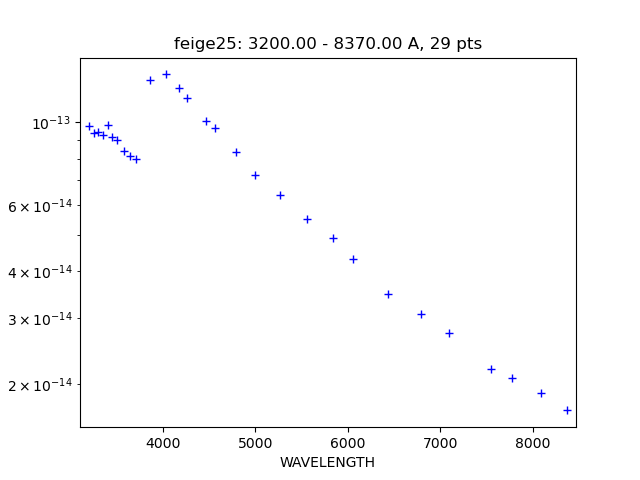 feige25: 3200.00 - 8370.00 A, 29 pts
10⁻¹³
6 × 10⁻¹⁴
4 × 10⁻¹⁴
3 × 10⁻¹⁴
2 × 10⁻¹⁴
4000 5000 6000 7000 8000
WAVELENGTH